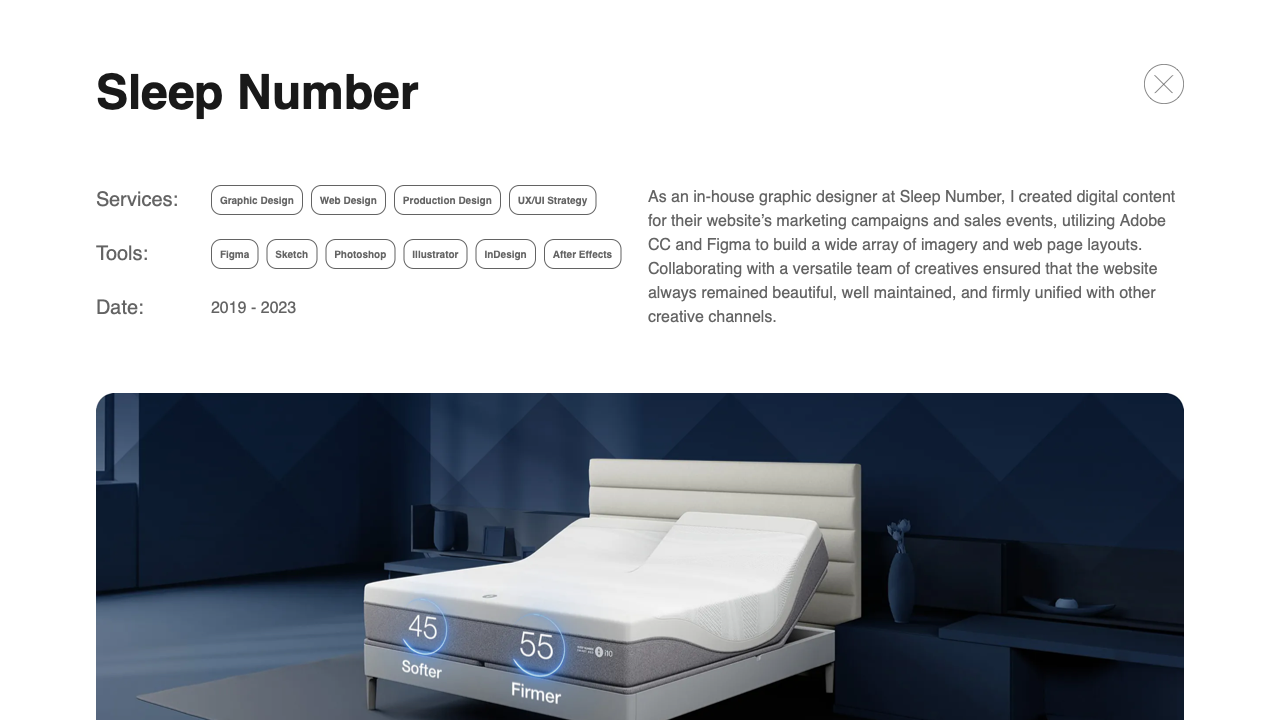 Sleep Number
Services:
Graphic Design
Web Design
Production Design
UX/UI Strategy
Tools:
Figma
Sketch
Photoshop
Illustrator
InDesign
After Effects
Date:
2019 - 2023
As an in-house graphic designer at Sleep Number, I created digital content
for their website’s marketing campaigns and sales events, utilizing Adobe
CC and Figma to build a wide array of imagery and web page layouts.
Collaborating with a versatile team of creatives ensured that the website
always remained beautiful, well maintained, and firmly unified with other
creative channels.
45
Softer
55
Firmer
i10